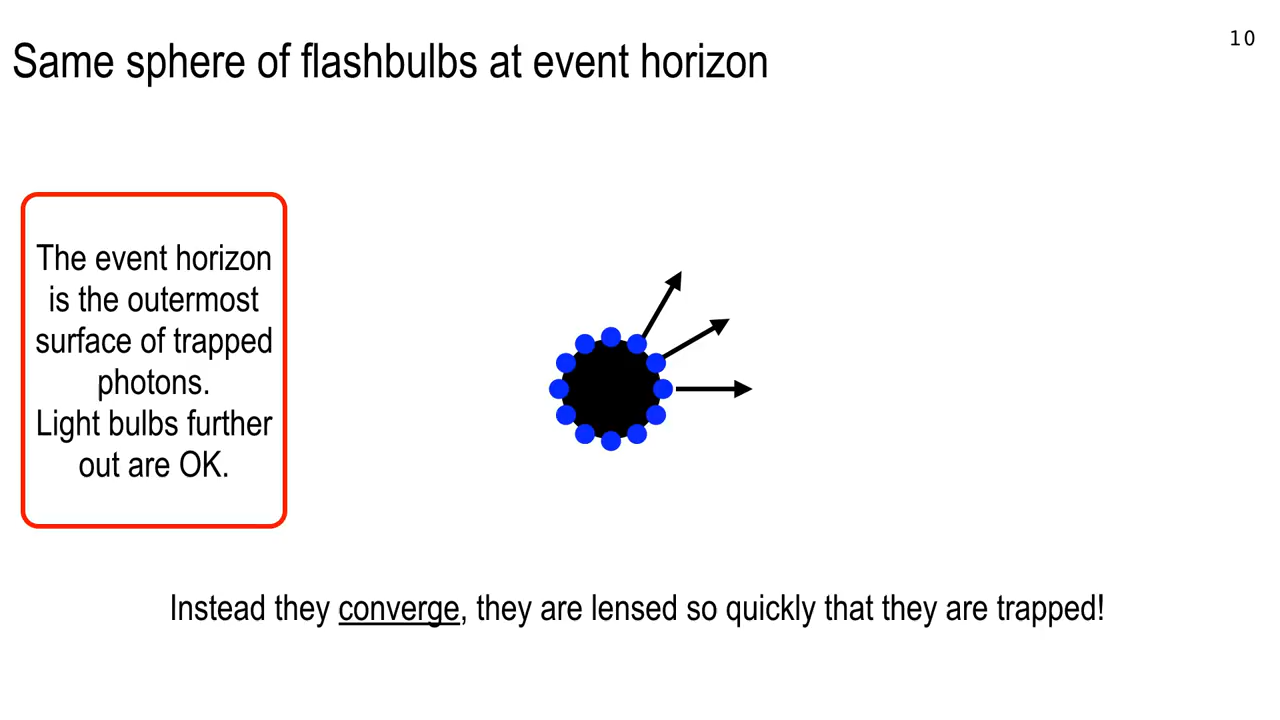 10
Same sphere of flashbulbs at event horizon
The event horizon
is the outermost
surface of trapped
photons.
Light bulbs further
out are OK.
Instead they converge, they are lensed so quickly that they are trapped!